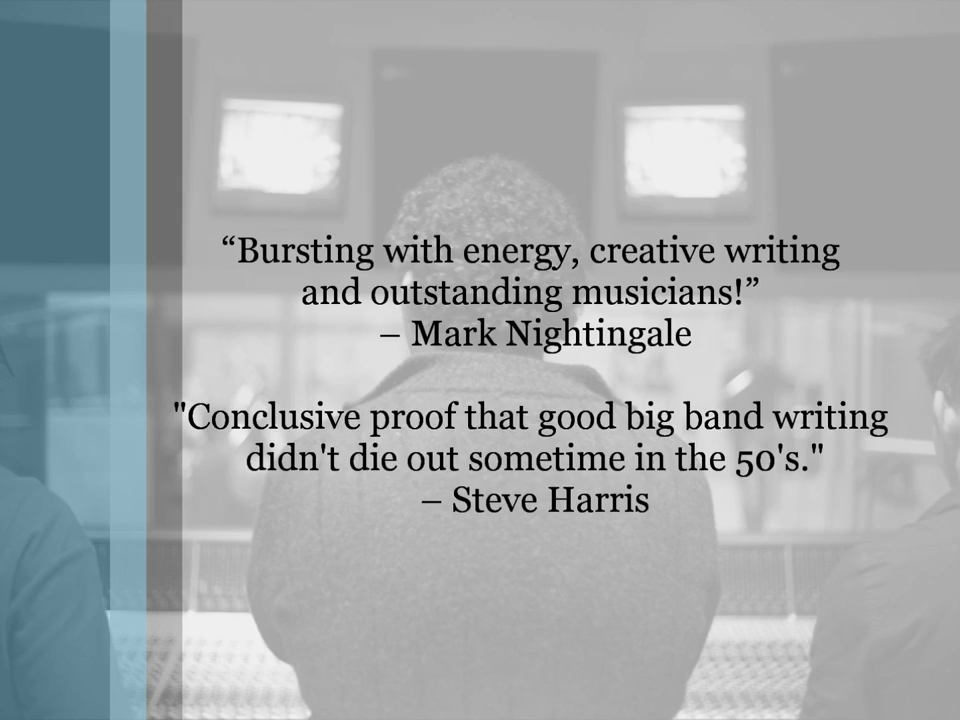 “Bursting with energy, creative writing
and outstanding musicians!”
– Mark Nightingale
"Conclusive proof that good big band writing
didn't die out sometime in the 50's."
– Steve Harris